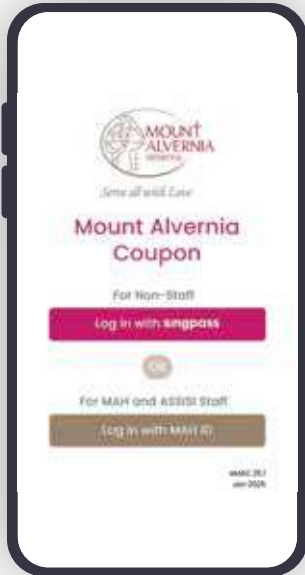 MOUNT
ALVERNIA
HOSPITAL
Serve all with Love
Mount Alvernia
Coupon
For Non-Staff
Log in with singpass
OR
For MAH and ASSISI Staff
Log in with MAH ID